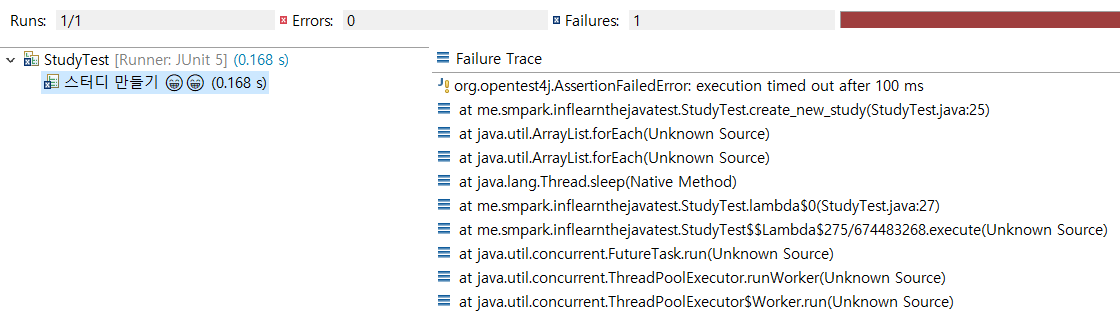 Runs: 1/1 Errors: 0 Failures: 1
StudyTest [Runner: JUnit 5] (0.168 s)
스터디 만들기 😁😁 (0.168 s)
Failure Trace
org.opentest4j.AssertionFailedError: execution timed out after 100 ms
at me.smpark.inflearnthejavatest.StudyTest.create_new_study(StudyTest.java:25)
at java.util.ArrayList.forEach(Unknown Source)
at java.util.ArrayList.forEach(Unknown Source)
at java.lang.Thread.sleep(Native Method)
at me.smpark.inflearnthejavatest.StudyTest.lambda$0(StudyTest.java:27)
at me.smpark.inflearnthejavatest.StudyTest$$Lambda$275/674483268.execute(Unknown Source)
at java.util.concurrent.FutureTask.run(Unknown Source)
at java.util.concurrent.ThreadPoolExecutor.runWorker(Unknown Source)
at java.util.concurrent.ThreadPoolExecutor$Worker.run(Unknown Source)